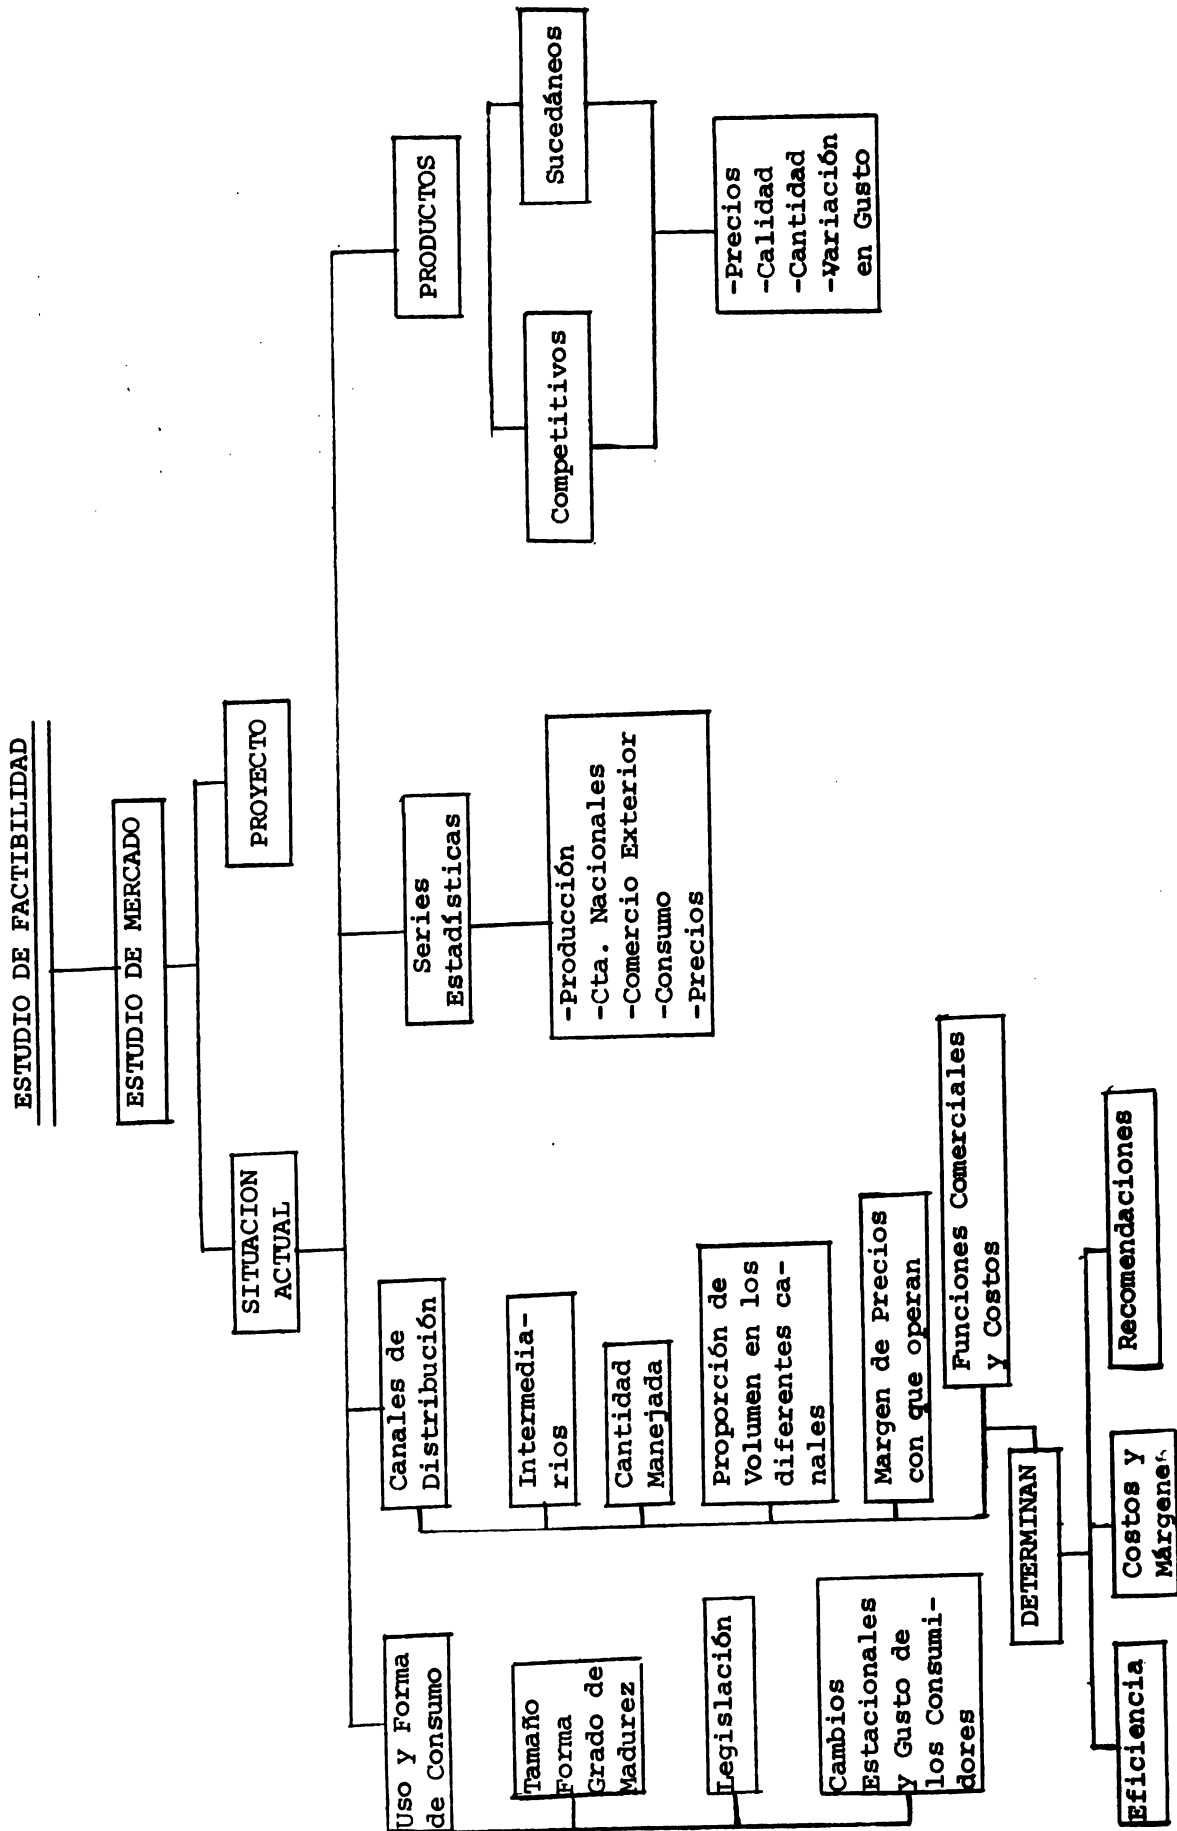 ESTUDIO DE FACTIBILIDAD
ESTUDIO DE MERCADO
SITUACION
ACTUAL
PROYECTO
Uso y Forma
de Consumo
Tamaño
Forma
Grado de
Madurez
Legislación
Cambios
Estacionales
y Gusto de
los Consumi-
dores
Canales de
Distribución
Intermedia-
rios
Cantidad
Manejada
Proporción de
Volumen en los
diferentes ca-
nales
Margen de Precios
con que operan
Funciones Comerciales
y Costos
DETERMINAN
Eficiencia
Costos y
Márgenes
Recomendaciones
Series
Estadísticas
-Producción
-Cta. Nacionales
-Comercio Exterior
-Consumo
-Precios
PRODUCTOS
Competitivos
Sucedáneos
-Precios
-Calidad
-Cantidad
-Variación
en Gusto